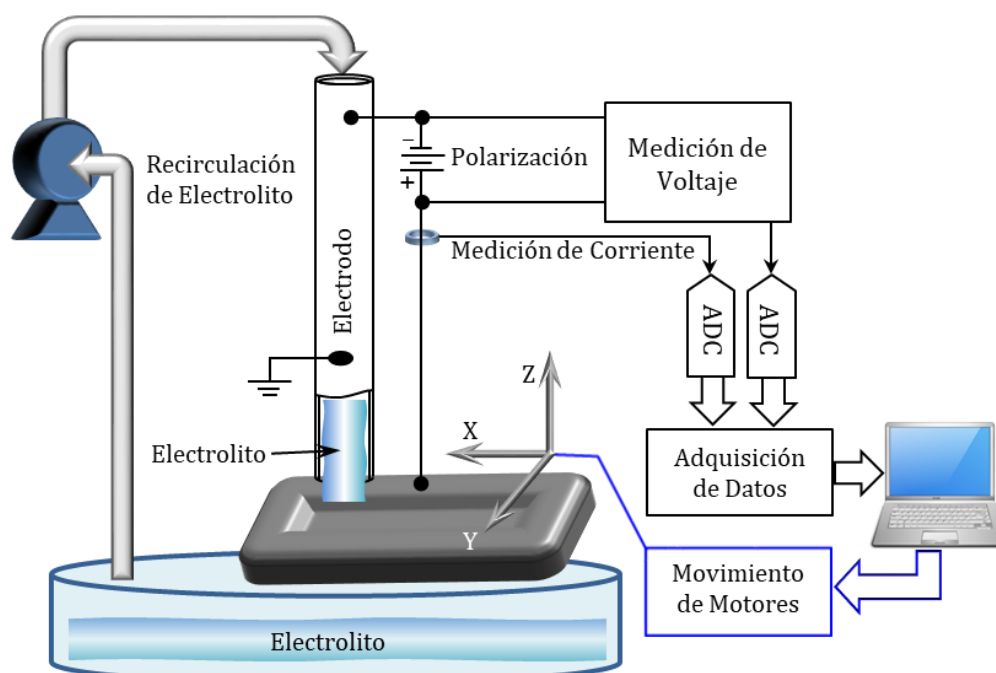 Recirculación
de Electrolito
Electrodo
−
Polarización
+
Medición de
Voltaje
Medición de Corriente
ADC
ADC
Electrolito
Z
X
Y
Adquisición
de Datos
Movimiento
de Motores
Electrolito